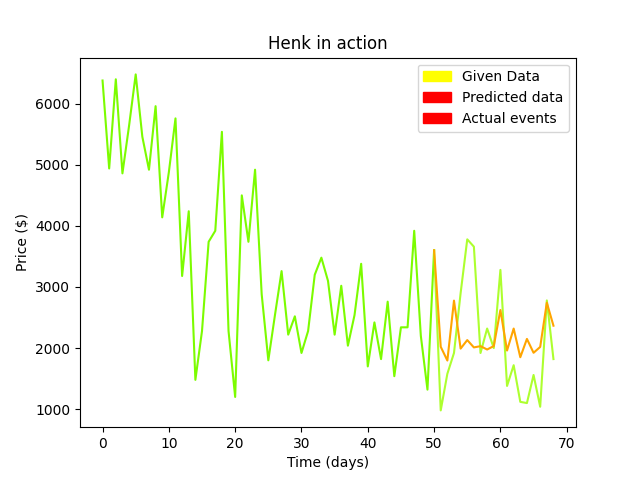 Henk in action
Given Data
Predicted data
Actual events
Price ($)
6000
5000
4000
3000
2000
1000
0 10 20 30 40 50 60 70
Time (days)